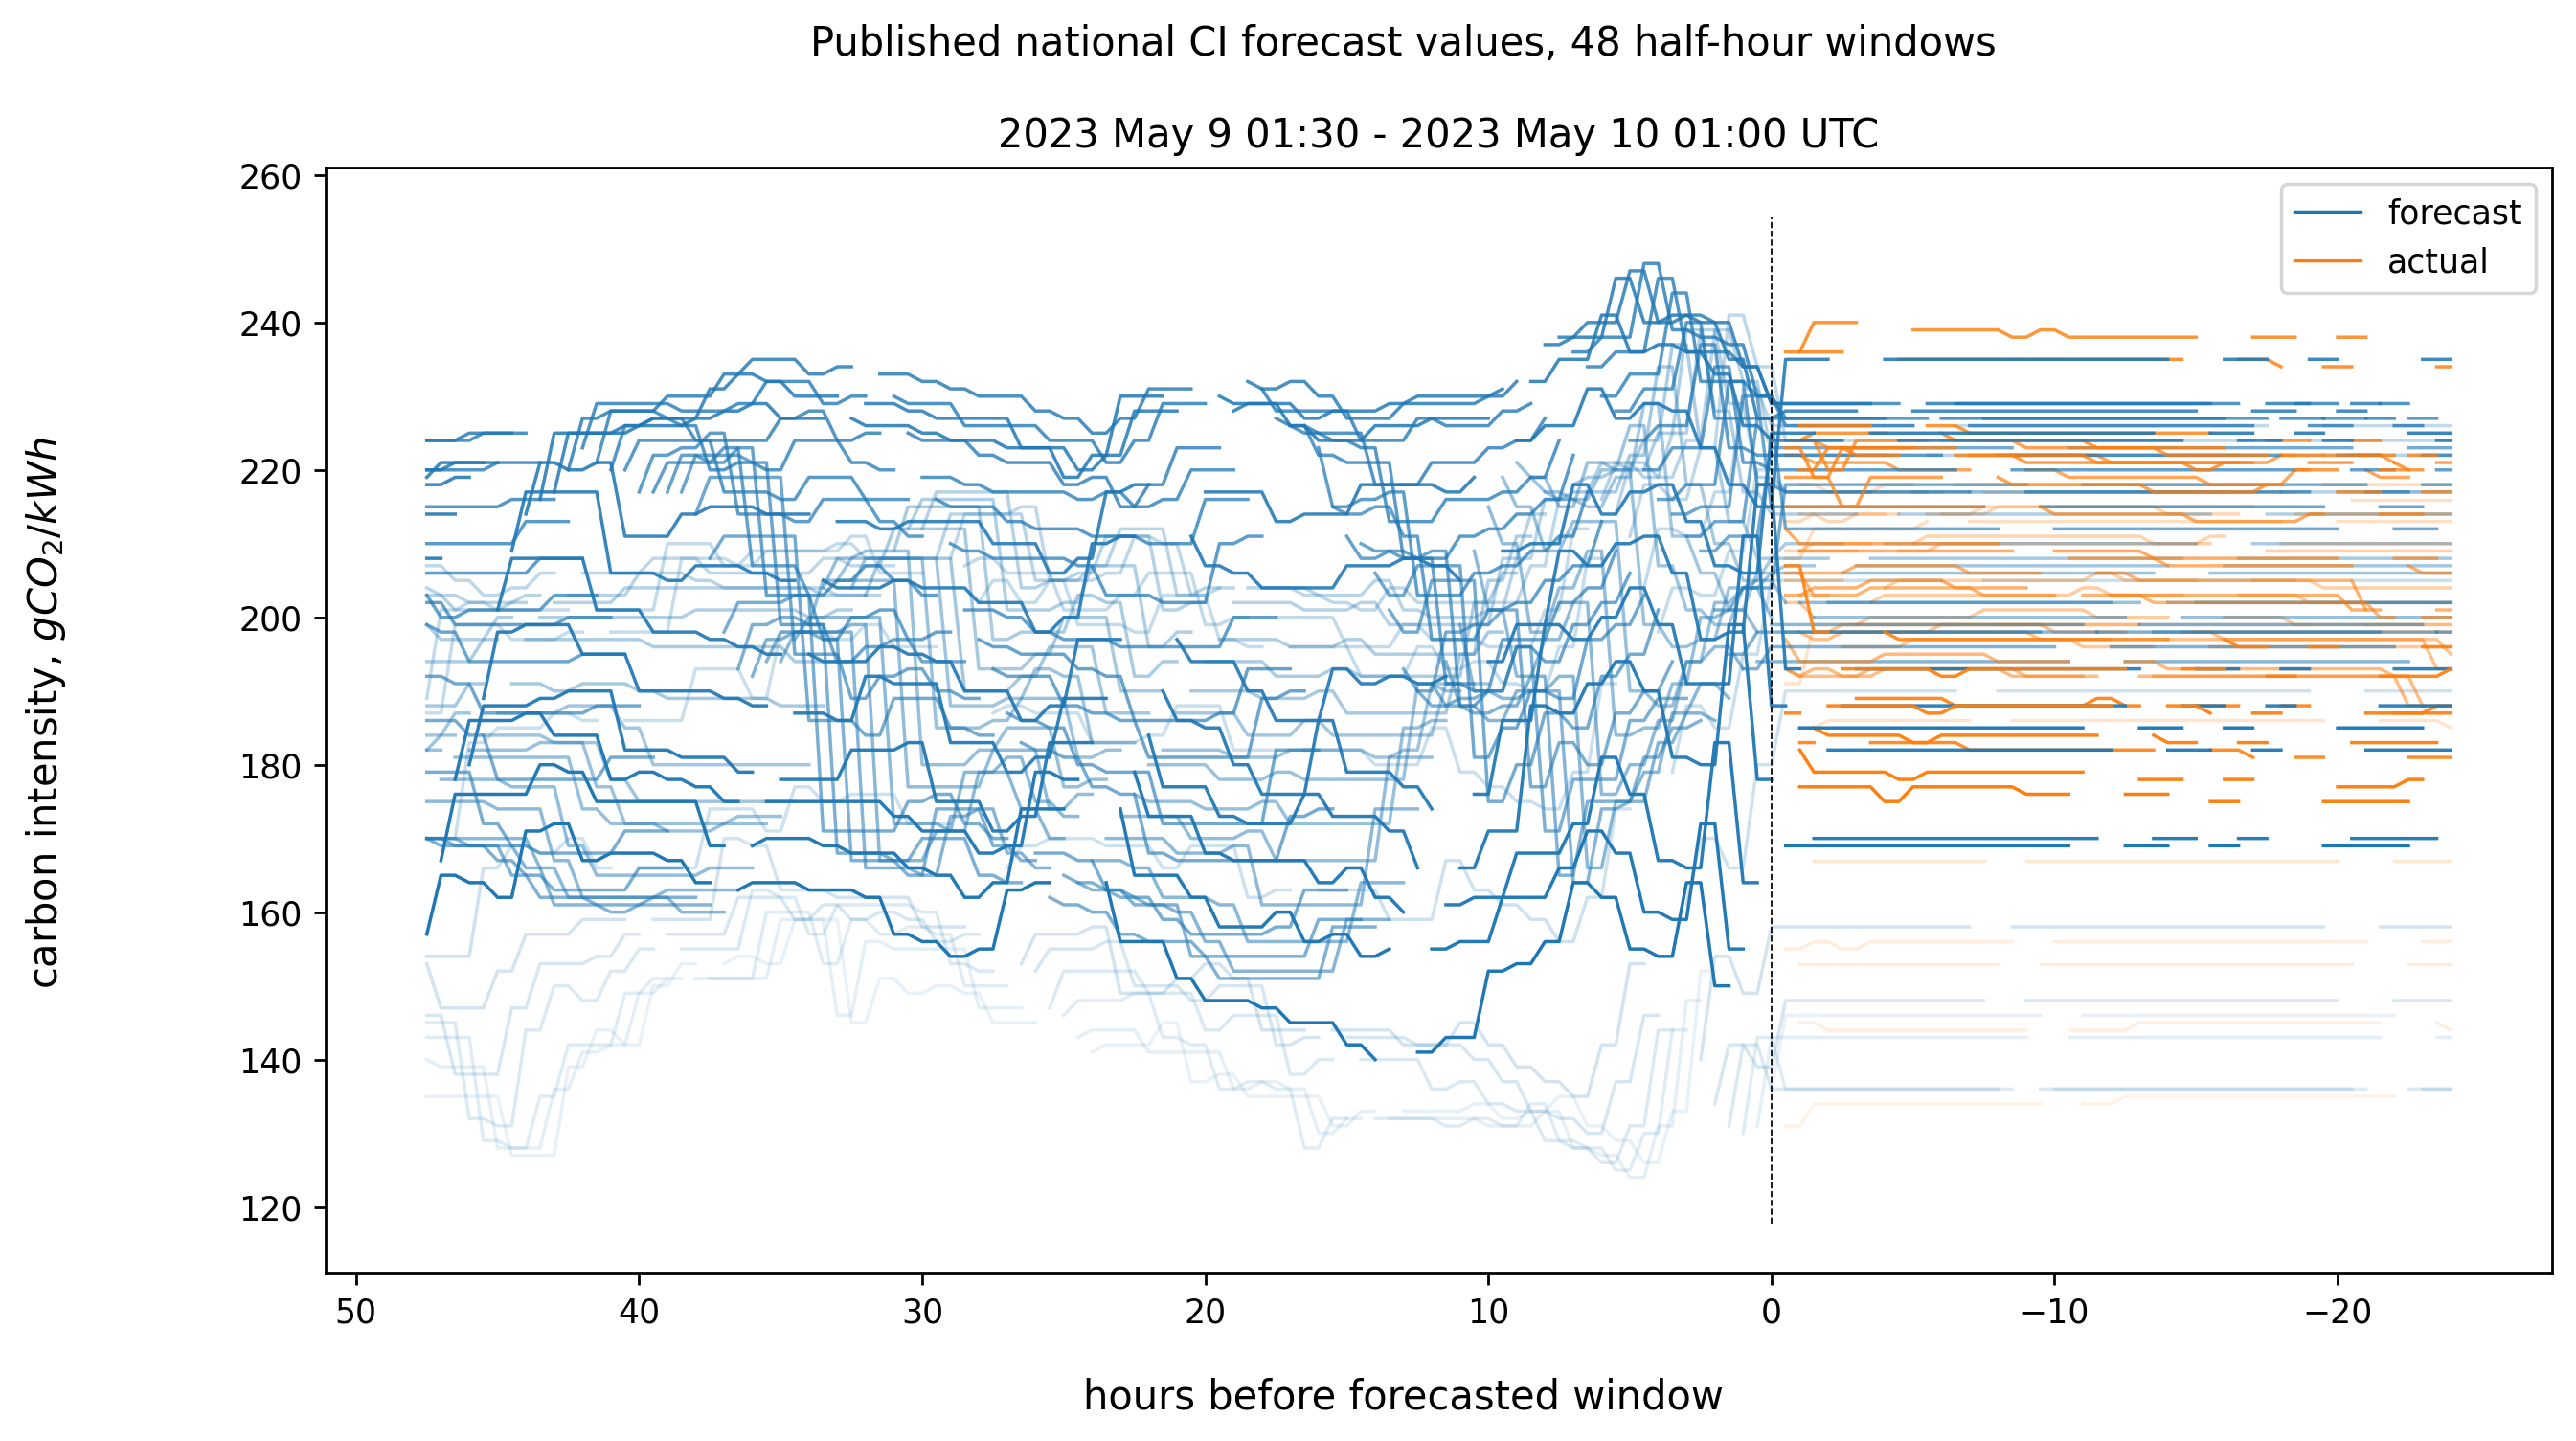 Published national CI forecast values, 48 half-hour windows
2023 May 9 01:30 - 2023 May 10 01:00 UTC
forecast
actual
carbon intensity, gCO₂/kWh
260
240
220
200
180
160
140
120
50 40 30 20 10 0 −10 −20
hours before forecasted window